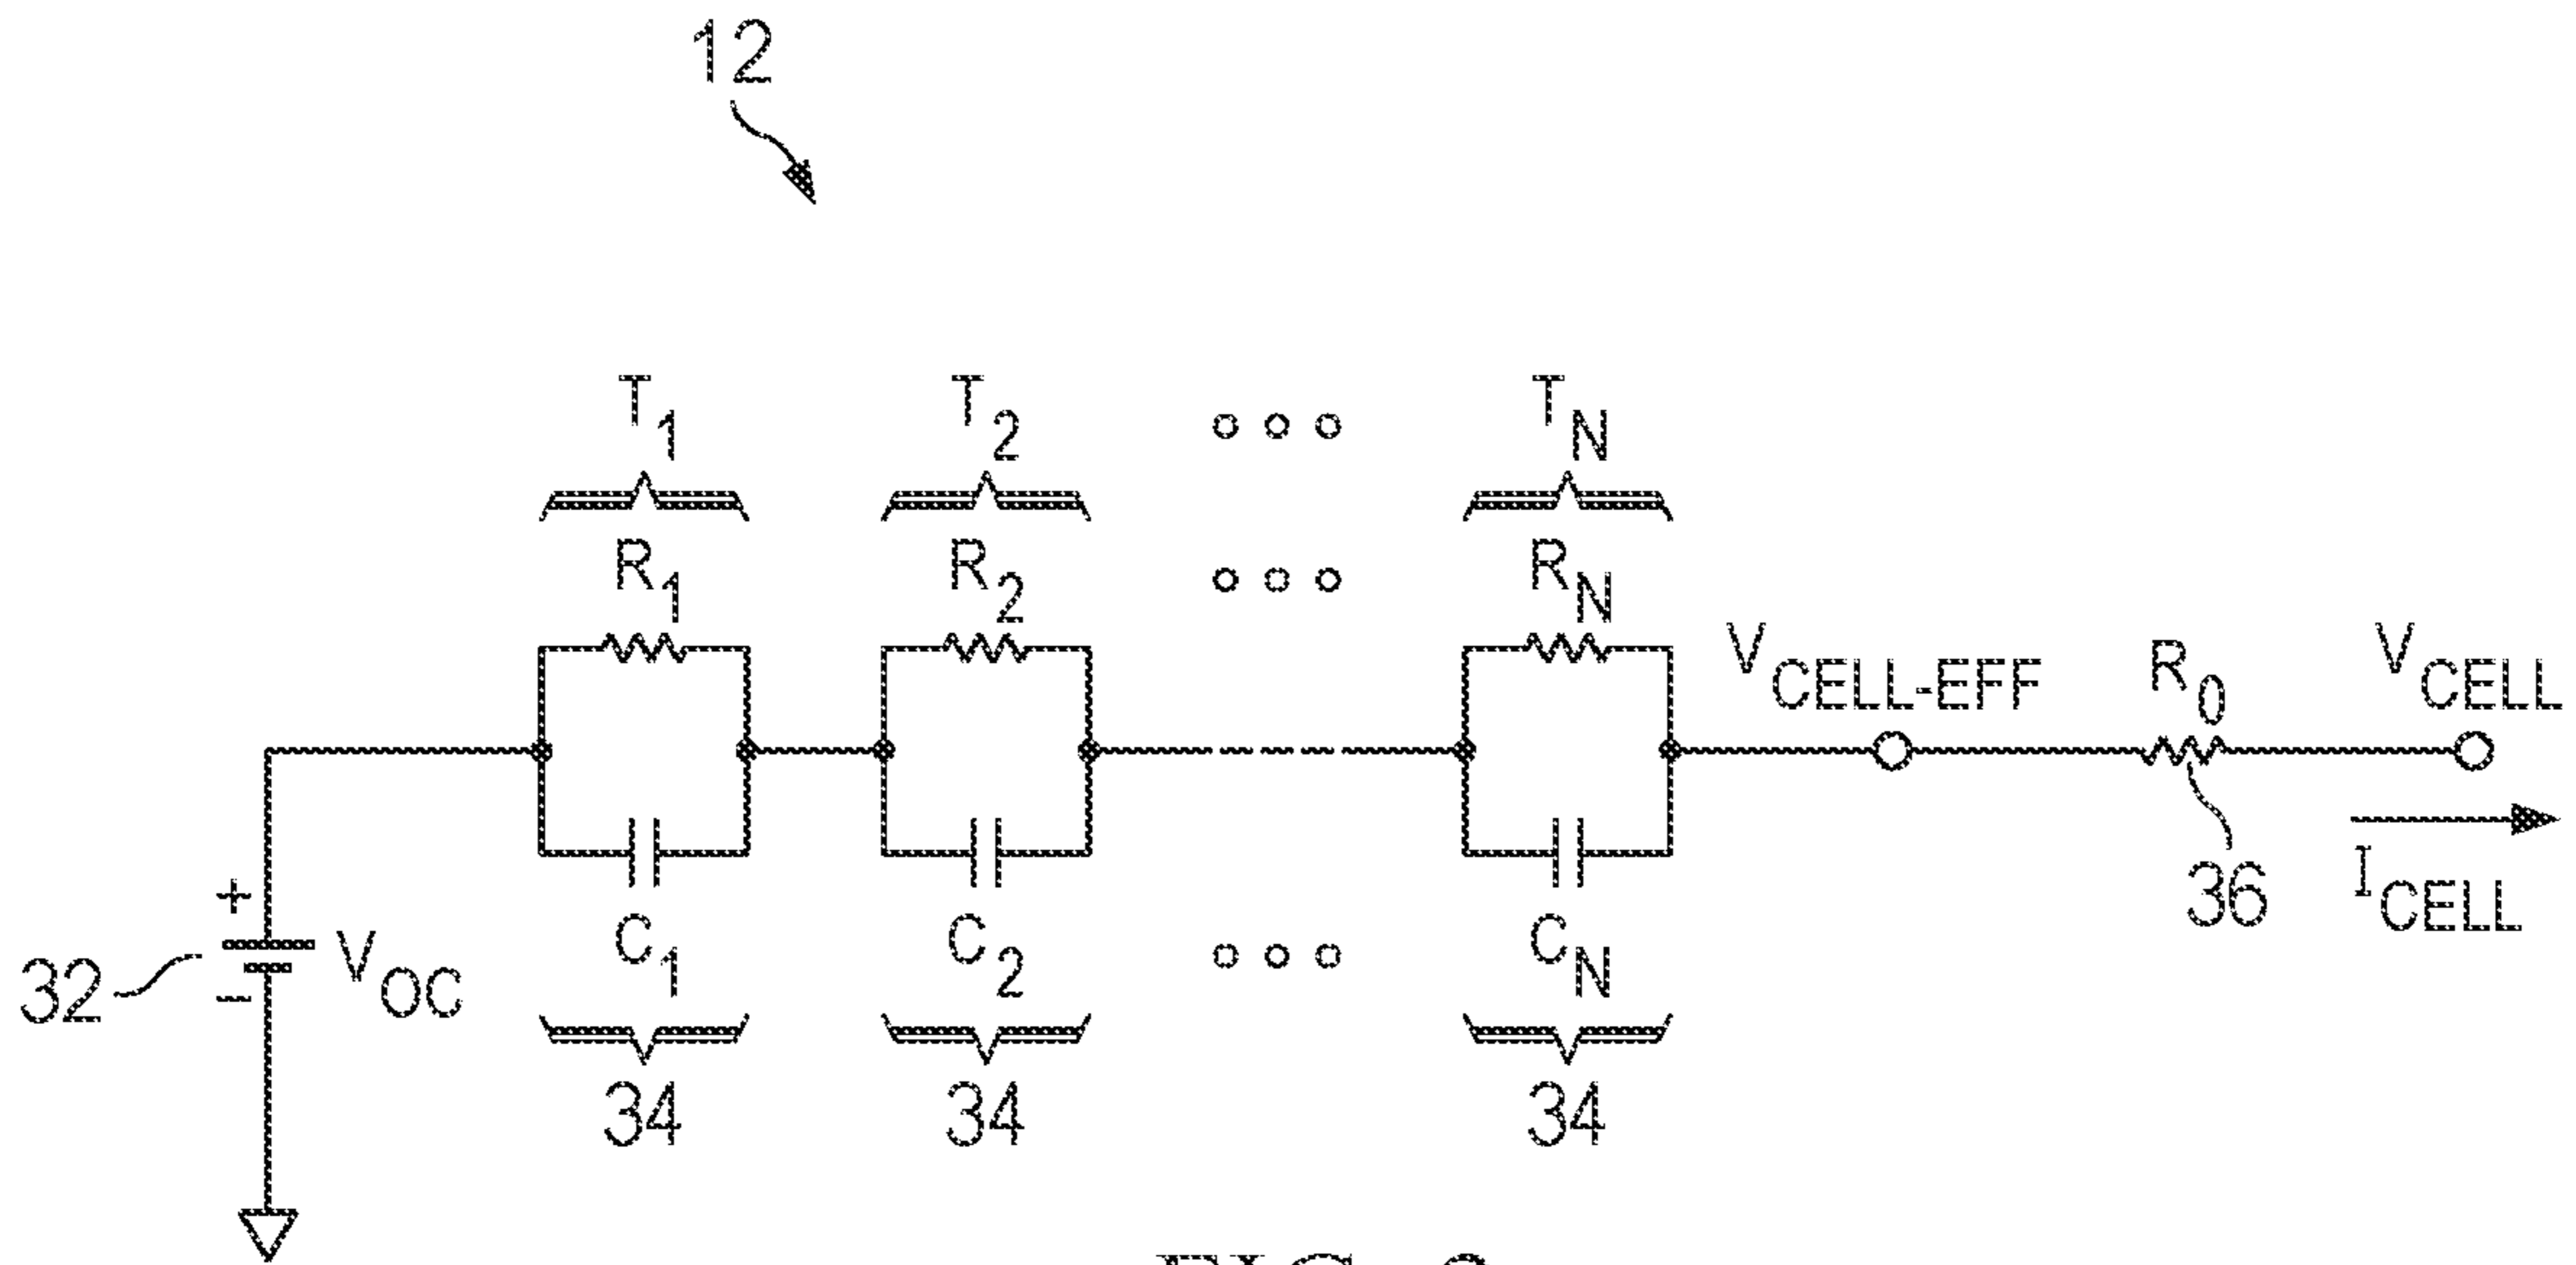 12
T1 T2 TN
R1 R2 RN
VCELL-EFF R0 VCELL
+
32 - VOC
C1 C2 CN
36 ICELL
34 34 34